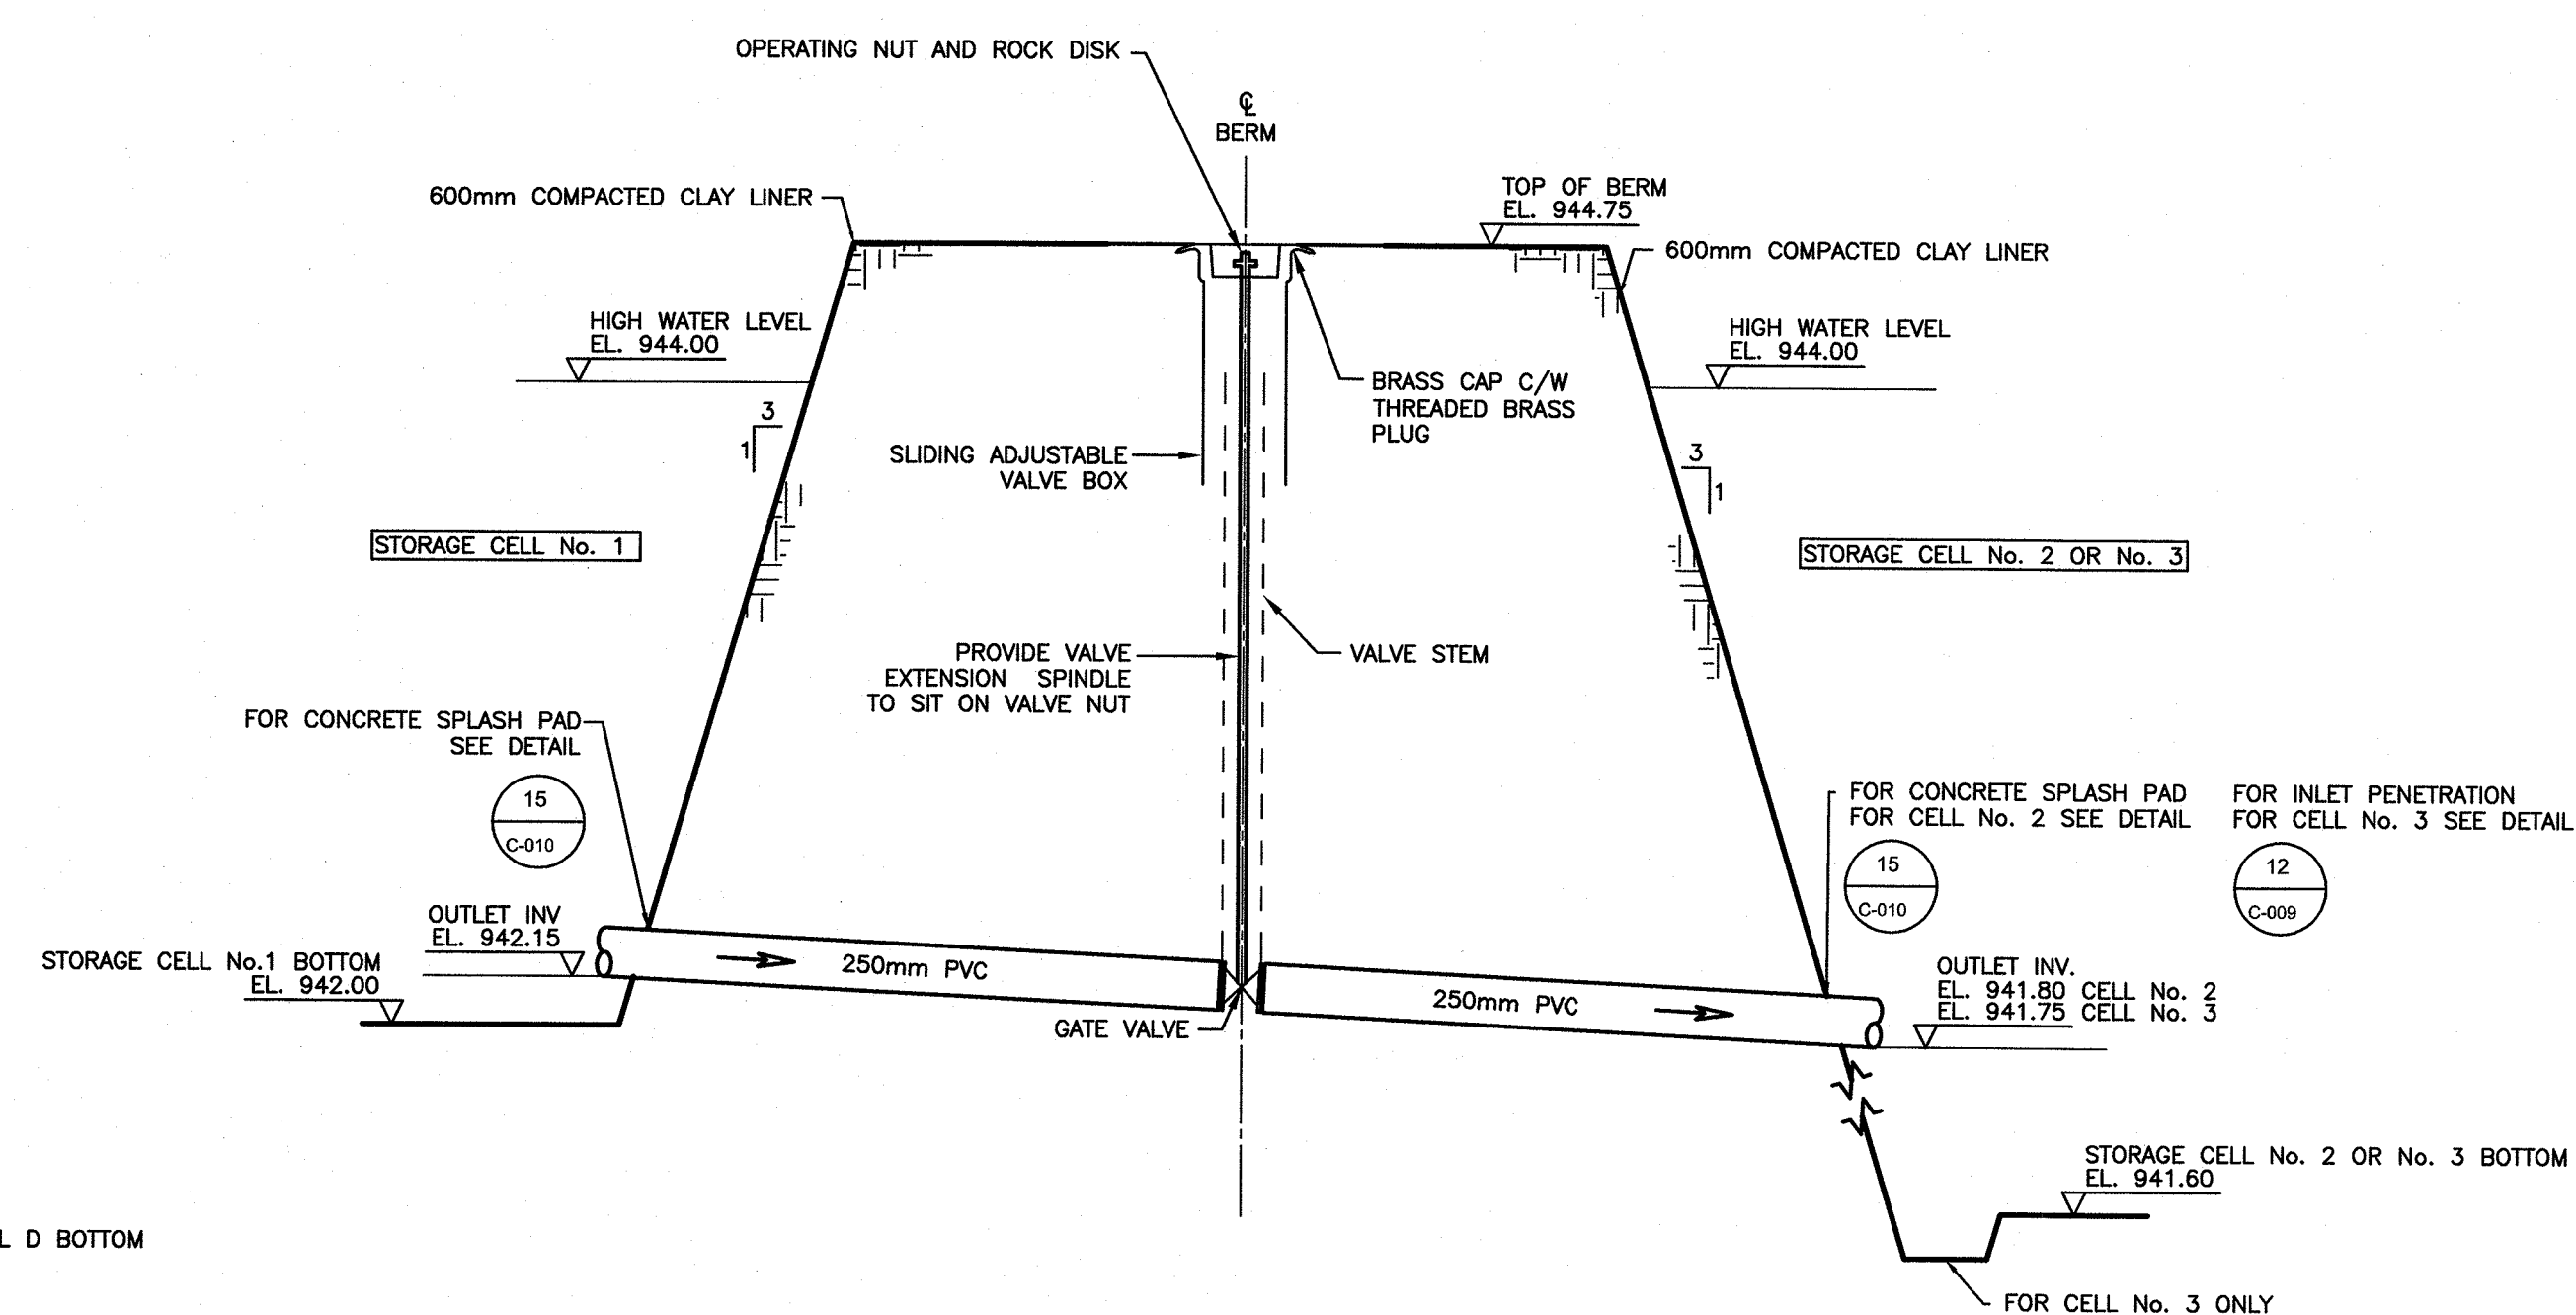 OPERATING NUT AND ROCK DISK
℄
BERM
600mm COMPACTED CLAY LINER
TOP OF BERM
EL. 944.75
600mm COMPACTED CLAY LINER
HIGH WATER LEVEL
EL. 944.00
HIGH WATER LEVEL
EL. 944.00
BRASS CAP C/W
THREADED BRASS
PLUG
3
1
SLIDING ADJUSTABLE
VALVE BOX
3
1
STORAGE CELL No. 1
STORAGE CELL No. 2 OR No. 3
PROVIDE VALVE
EXTENSION SPINDLE
TO SIT ON VALVE NUT
VALVE STEM
FOR CONCRETE SPLASH PAD
SEE DETAIL
15
C-010
FOR CONCRETE SPLASH PAD
FOR CELL No. 2 SEE DETAIL
15
C-010
FOR INLET PENETRATION
FOR CELL No. 3 SEE DETAIL
12
C-009
OUTLET INV
EL. 942.15
STORAGE CELL No.1 BOTTOM
EL. 942.00
250mm PVC
250mm PVC
GATE VALVE
OUTLET INV.
EL. 941.80 CELL No. 2
EL. 941.75 CELL No. 3
STORAGE CELL No. 2 OR No. 3 BOTTOM
EL. 941.60
L D BOTTOM
FOR CELL No. 3 ONLY